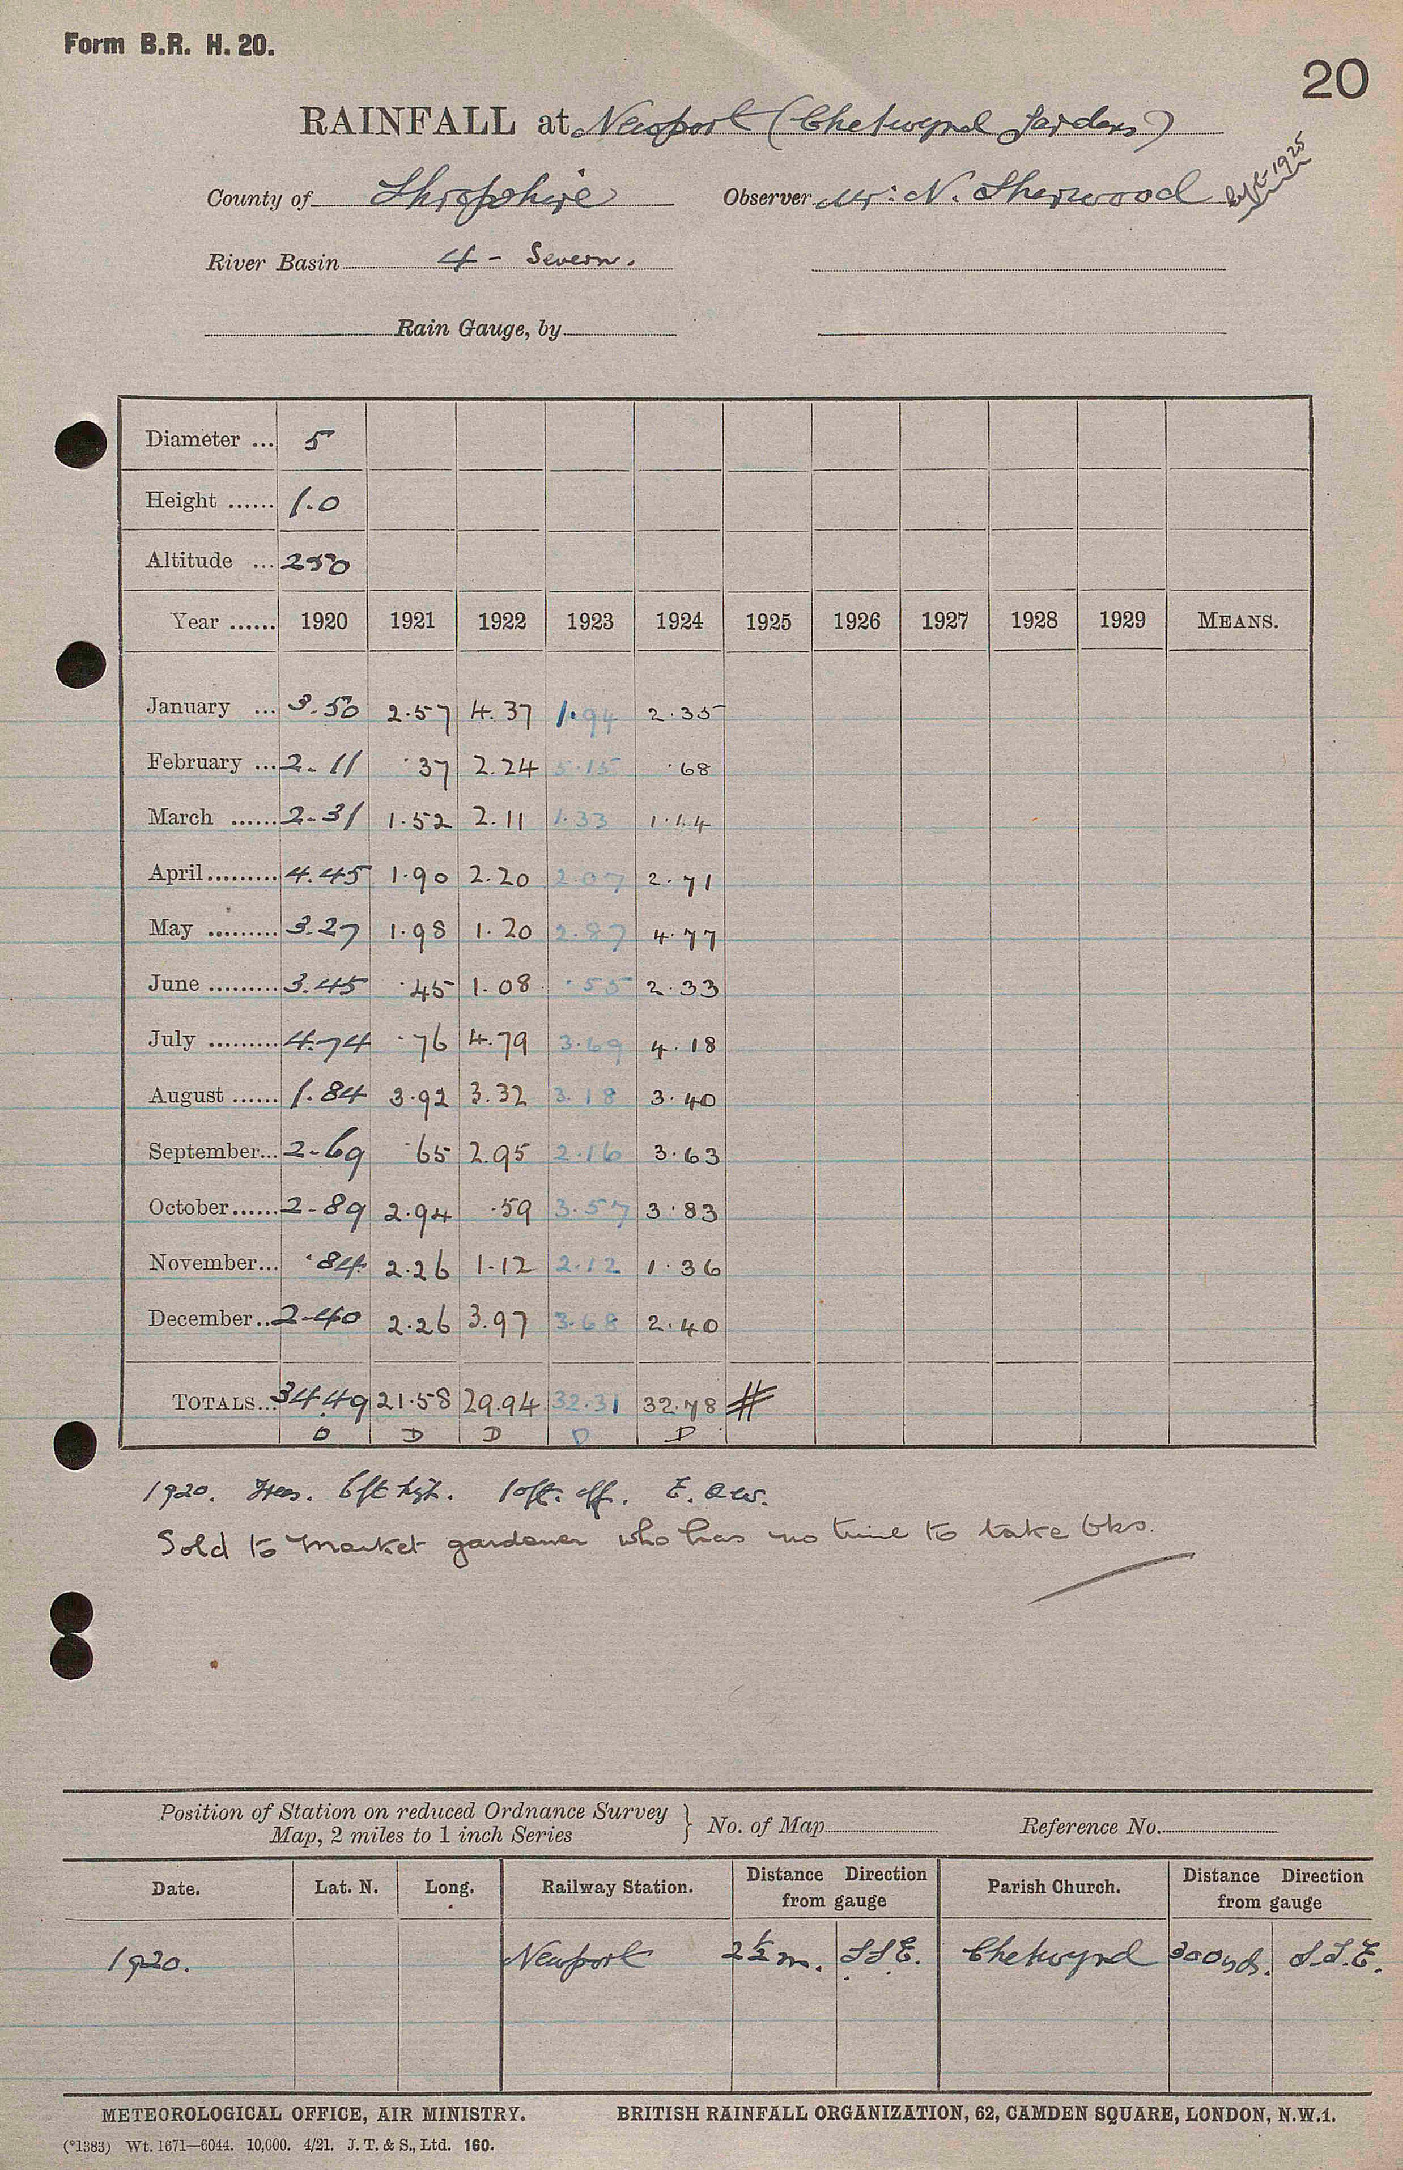 Form B.R. H. 20.
20
RAINFALL at Newport (Chetwynd Gardens)
County of Shropshire Observer Mr. N. Sherwood left 1925
River Basin 4 - Severn.
Rain Gauge, by
Diameter ... 5
Height ...... 1.0
Altitude ... 250
Year ...... 1920 1921 1922 1923 1924 1925 1926 1927 1928 1929 MEANS.
January ... 3.50 2.57 4.37 1.94 2.35
February ... 2.11 .37 2.24 5.15 .68
March ...... 2.31 1.52 2.11 1.33 1.14
April ......... 4.45 1.90 2.20 2.07 2.71
May ......... 3.27 1.98 1.20 2.87 4.77
June ......... 3.45 .45 1.08 .55 2.33
July ......... 4.74 .76 4.79 3.69 4.18
August ...... 1.84 3.92 3.32 3.18 3.40
September... 2.69 .65 2.95 2.16 3.63
October...... 2.89 2.94 .59 3.57 3.83
November... .84 2.26 1.12 2.12 1.36
December.. 2.40 2.26 3.97 3.68 2.40
TOTALS... 34.49 21.58 29.94 32.31 32.78 #
D D D D D
1920. Trees. 6ft high. 10ft. off. E. & W.
Sold to market gardener who has no time to take obs.
Position of Station on reduced Ordnance Survey } No. of Map Reference No.
Map, 2 miles to 1 inch Series
Date. Lat. N. Long. Railway Station. Distance Direction from gauge Parish Church. Distance Direction from gauge
1920. Newport 2½ m. S.S.E. Chetwynd 300 yds. S.S.E.
METEOROLOGICAL OFFICE, AIR MINISTRY. BRITISH RAINFALL ORGANIZATION, 62, CAMDEN SQUARE, LONDON, N.W.1.
(*1383) Wt. 1671—6044. 10,000. 4/21. J. T. & S., Ltd. 160.